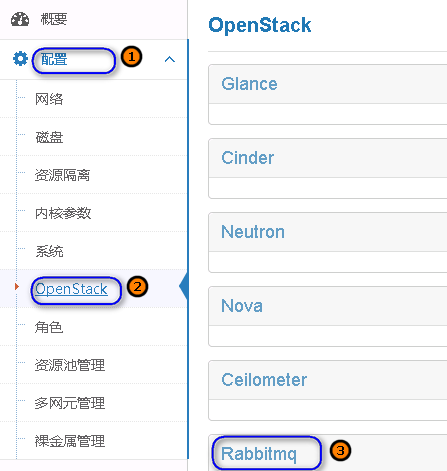 概要
配置
1
网络
磁盘
资源隔离
内核参数
系统
OpenStack
2
角色
资源池管理
多网元管理
裸金属管理
OpenStack
Glance
Cinder
Neutron
Nova
Ceilometer
Rabbitmq
3